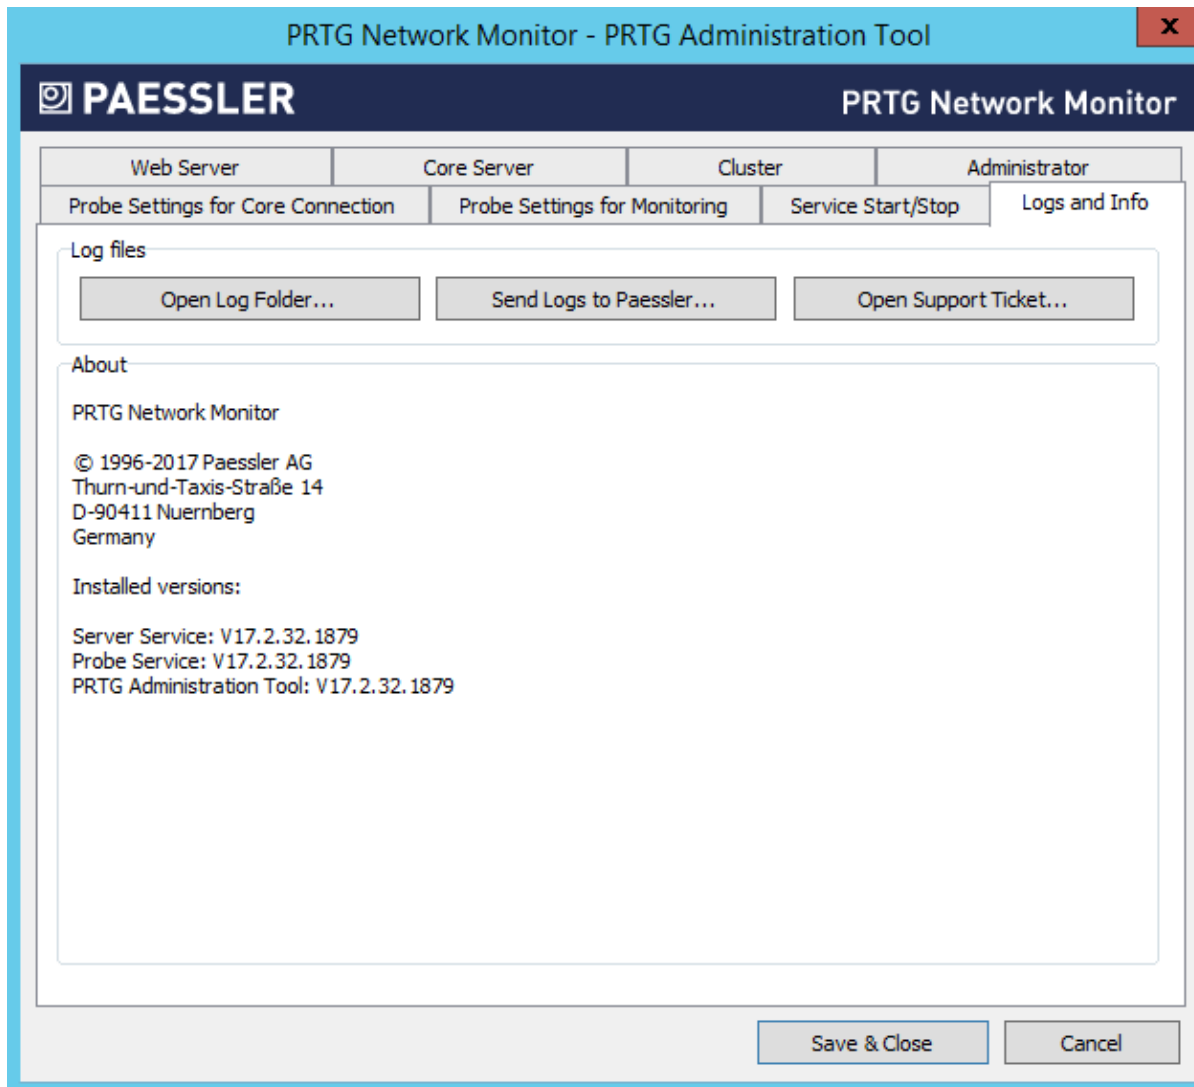 PRTG Network Monitor - PRTG Administration Tool
x
PAESSLER
PRTG Network Monitor
Web Server
Core Server
Cluster
Administrator
Probe Settings for Core Connection
Probe Settings for Monitoring
Service Start/Stop
Logs and Info
Log files
Open Log Folder...
Send Logs to Paessler...
Open Support Ticket...
About
PRTG Network Monitor
© 1996-2017 Paessler AG
Thurn-und-Taxis-Straße 14
D-90411 Nuernberg
Germany
Installed versions:
Server Service: V17.2.32.1879
Probe Service: V17.2.32.1879
PRTG Administration Tool: V17.2.32.1879
Save & Close
Cancel